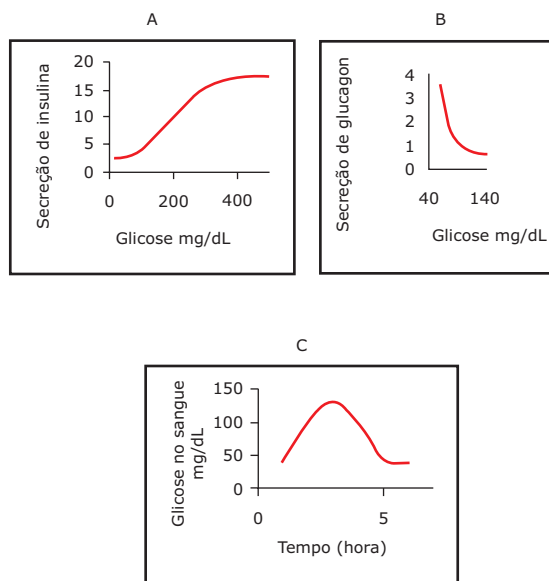 A
Secreção de insulina
20
15
10
5
0
0 200 400
Glicose mg/dL
B
Secreção de glucagon
4
3
2
1
0
40 140
Glicose mg/dL
C
Glicose no sangue
mg/dL
150
100
50
0
0 5
Tempo (hora)